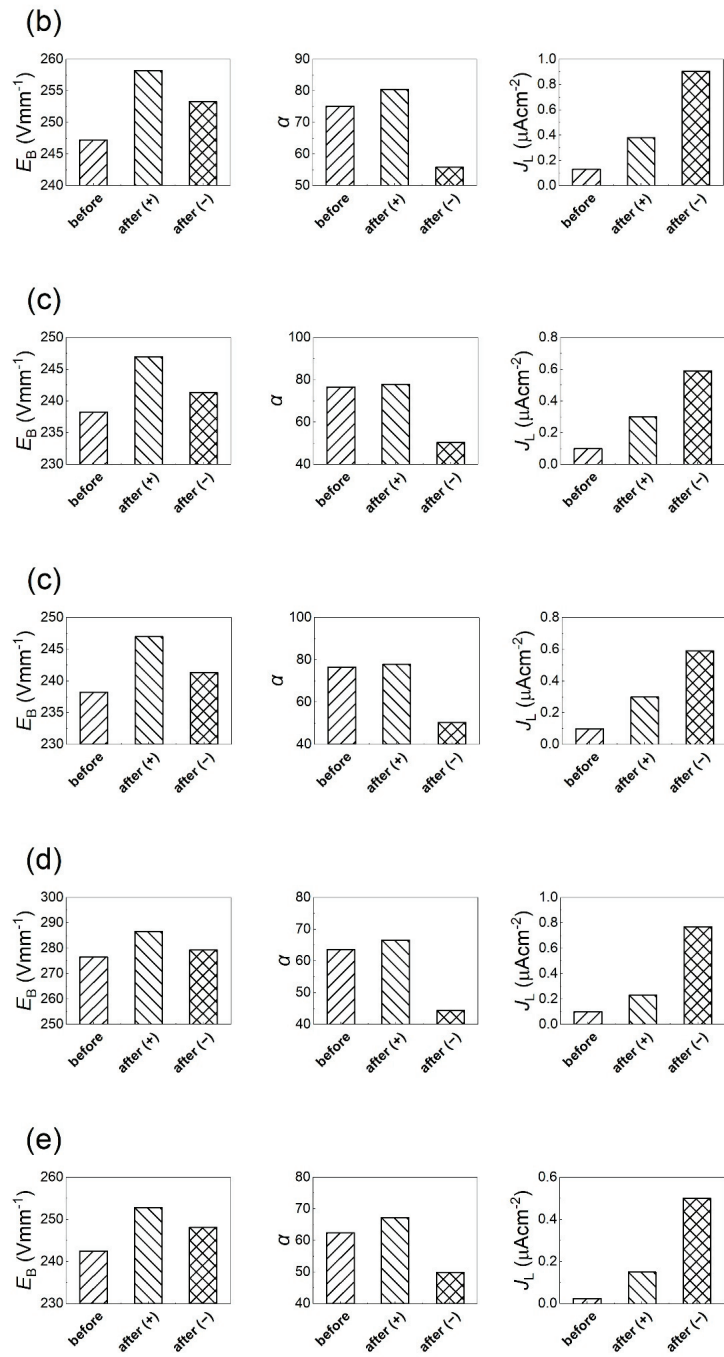 (b)
E_B (Vmm⁻¹)
260
255
250
245
240
before
after (+)
after (−)
α
90
80
70
60
50
before
after (+)
after (−)
J_L (μAcm⁻²)
1.0
0.8
0.6
0.4
0.2
0.0
before
after (+)
after (−)
(c)
E_B (Vmm⁻¹)
250
245
240
235
230
before
after (+)
after (−)
α
100
80
60
40
before
after (+)
after (−)
J_L (μAcm⁻²)
0.8
0.6
0.4
0.2
0.0
before
after (+)
after (−)
(c)
E_B (Vmm⁻¹)
250
245
240
235
230
before
after (+)
after (−)
α
100
80
60
40
before
after (+)
after (−)
J_L (μAcm⁻²)
0.8
0.6
0.4
0.2
0.0
before
after (+)
after (−)
(d)
E_B (Vmm⁻¹)
300
290
280
270
260
250
before
after (+)
after (−)
α
80
70
60
50
40
before
after (+)
after (−)
J_L (μAcm⁻²)
1.0
0.8
0.6
0.4
0.2
0.0
before
after (+)
after (−)
(e)
E_B (Vmm⁻¹)
260
250
240
230
before
after (+)
after (−)
α
80
70
60
50
40
before
after (+)
after (−)
J_L (μAcm⁻²)
0.6
0.4
0.2
0.0
before
after (+)
after (−)